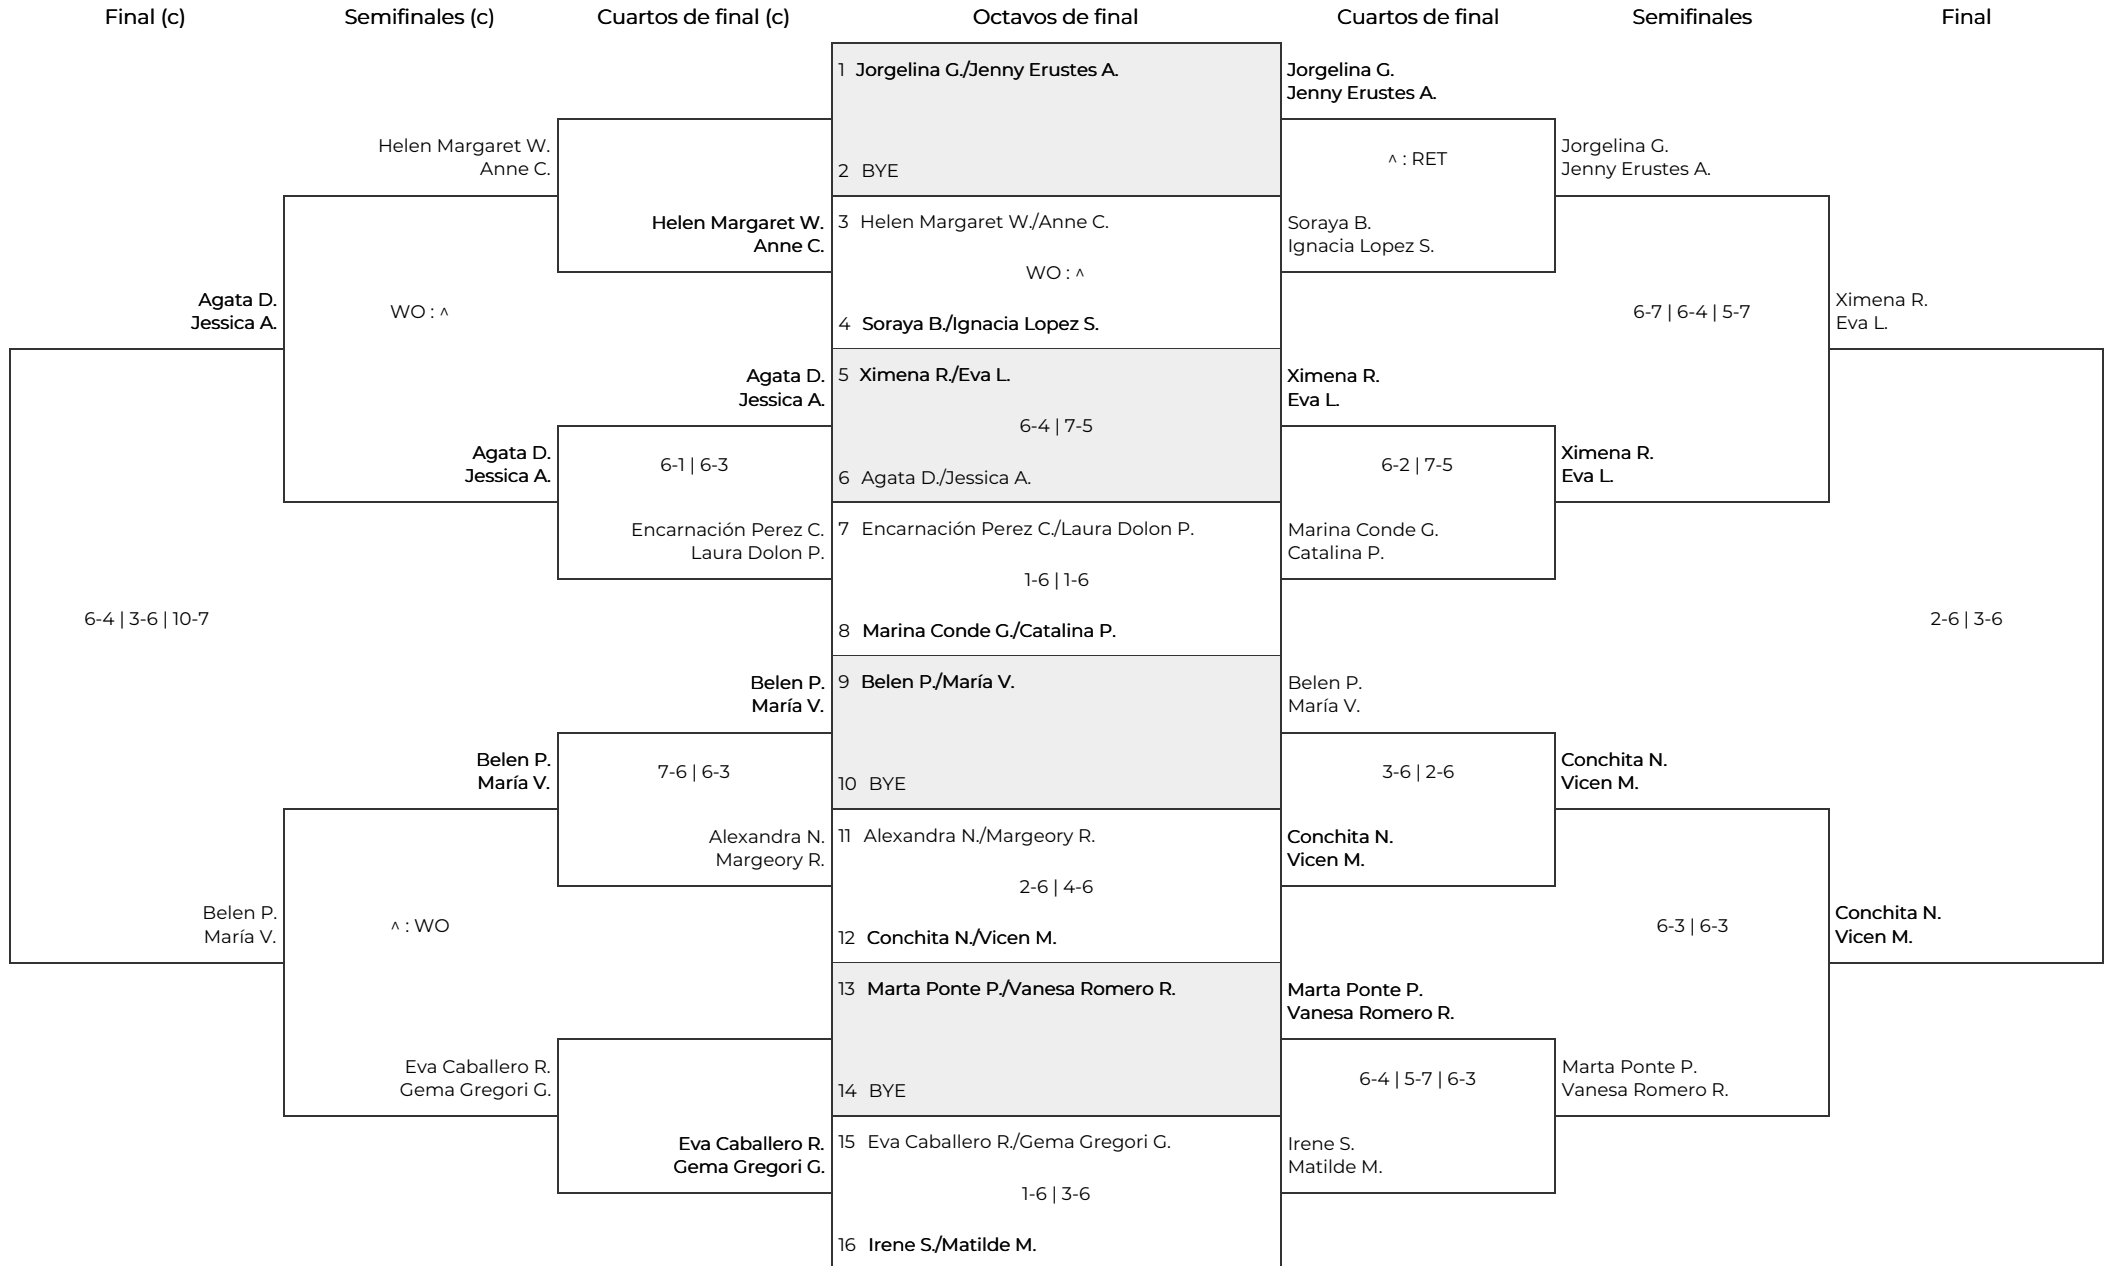 Final (c)
Semifinales (c)
Cuartos de final (c)
Octavos de final
Cuartos de final
Semifinales
Final
Agata D.
Jessica A.
6-4 | 3-6 | 10-7
Belen P.
María V.
Helen Margaret W.
Anne C.
WO : ^
Agata D.
Jessica A.
Belen P.
María V.
^ : WO
Eva Caballero R.
Gema Gregori G.
Helen Margaret W.
Anne C.
Agata D.
Jessica A.
6-1 | 6-3
Encarnación Perez C.
Laura Dolon P.
Belen P.
María V.
7-6 | 6-3
Alexandra N.
Margeory R.
Eva Caballero R.
Gema Gregori G.
1 Jorgelina G./Jenny Erustes A.
2 BYE
3 Helen Margaret W./Anne C.
WO : ^
4 Soraya B./Ignacia Lopez S.
5 Ximena R./Eva L.
6-4 | 7-5
6 Agata D./Jessica A.
7 Encarnación Perez C./Laura Dolon P.
1-6 | 1-6
8 Marina Conde G./Catalina P.
9 Belen P./María V.
10 BYE
11 Alexandra N./Margeory R.
2-6 | 4-6
12 Conchita N./Vicen M.
13 Marta Ponte P./Vanesa Romero R.
14 BYE
15 Eva Caballero R./Gema Gregori G.
1-6 | 3-6
16 Irene S./Matilde M.
Jorgelina G.
Jenny Erustes A.
^ : RET
Soraya B.
Ignacia Lopez S.
Ximena R.
Eva L.
6-2 | 7-5
Marina Conde G.
Catalina P.
Belen P.
María V.
3-6 | 2-6
Conchita N.
Vicen M.
Marta Ponte P.
Vanesa Romero R.
6-4 | 5-7 | 6-3
Irene S.
Matilde M.
Jorgelina G.
Jenny Erustes A.
6-7 | 6-4 | 5-7
Ximena R.
Eva L.
Conchita N.
Vicen M.
6-3 | 6-3
Marta Ponte P.
Vanesa Romero R.
Ximena R.
Eva L.
2-6 | 3-6
Conchita N.
Vicen M.